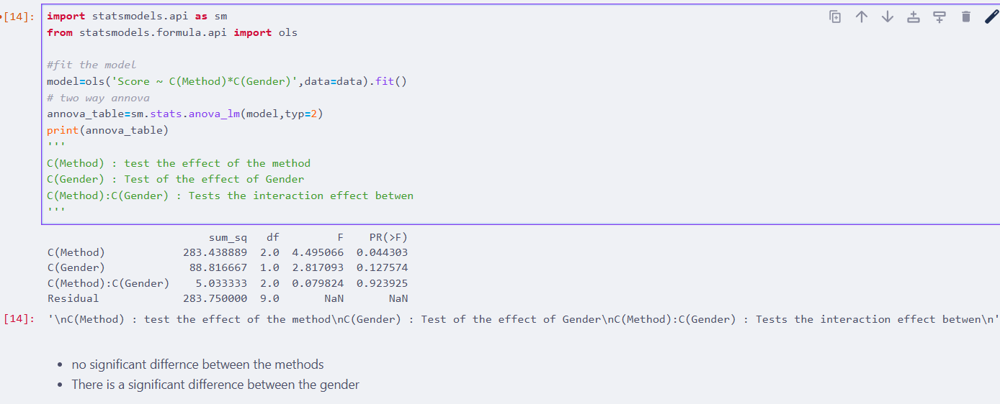 [14]: import statsmodels.api as sm
from statsmodels.formula.api import ols

#fit the model
model=ols('Score ~ C(Method)*C(Gender)',data=data).fit()
# two way annova
annova_table=sm.stats.anova_lm(model,typ=2)
print(annova_table)
'''
C(Method) : test the effect of the method
C(Gender) : Test of the effect of Gender
C(Method):C(Gender) : Tests the interaction effect betwen
'''
sum_sq df F PR(>F)
C(Method) 283.438889 2.0 4.495066 0.044303
C(Gender) 88.816667 1.0 2.817093 0.127574
C(Method):C(Gender) 5.033333 2.0 0.079824 0.923925
Residual 283.750000 9.0 NaN NaN
[14]: '\nC(Method) : test the effect of the method\nC(Gender) : Test of the effect of Gender\nC(Method):C(Gender) : Tests the interaction effect betwen\n'
• no significant differnce between the methods
• There is a significant difference between the gender